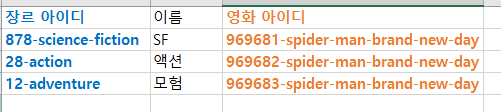 장르 아이디 이름 영화 아이디
878-science-fiction SF 969681-spider-man-brand-new-day
28-action 액션 969682-spider-man-brand-new-day
12-adventure 모험 969683-spider-man-brand-new-day